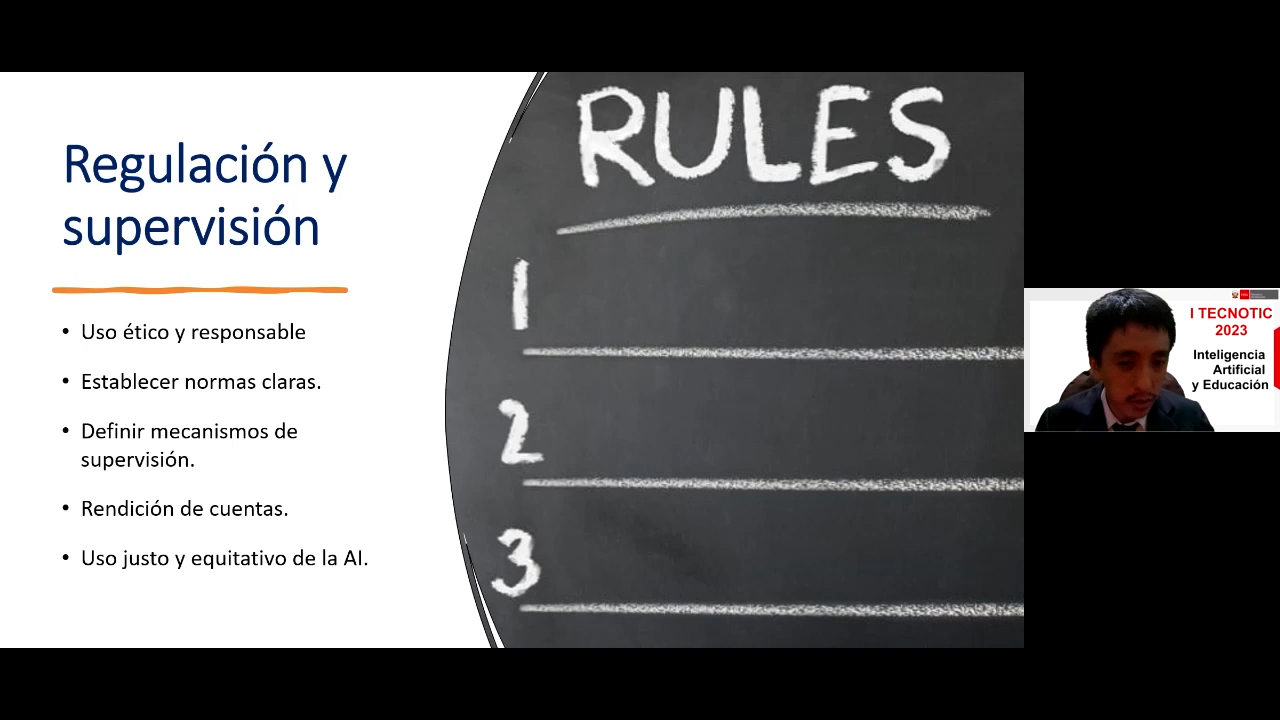 Regulación y
supervisión
• Uso ético y responsable
• Establecer normas claras.
• Definir mecanismos de
supervisión.
• Rendición de cuentas.
• Uso justo y equitativo de la AI.
RULES
1
2
3
I TECNOTIC
2023
Inteligencia
Artificial
y Educación